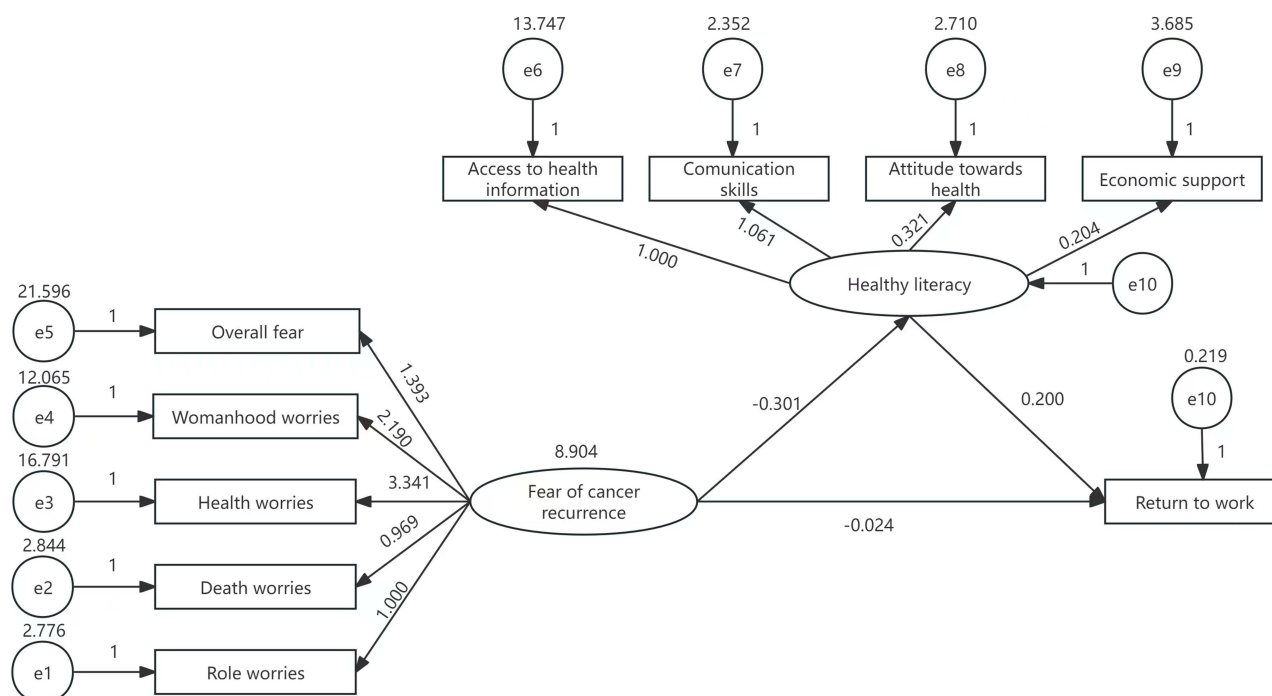 13.747
2.352
2.710
3.685
e6
e7
e8
e9
1
1
1
1
Access to health
information
Comunication
skills
Attitude towards
health
Economic support
1.000
1.061
0.321
0.204
Healthy literacy
1
e10
21.596
e5
1
Overall fear
12.065
e4
1
Womanhood worries
16.791
e3
1
Health worries
2.844
e2
1
Death worries
2.776
e1
1
Role worries
1.393
2.190
3.341
0.969
1.000
8.904
Fear of cancer
recurrence
-0.301
0.200
-0.024
0.219
e10
1
Return to work